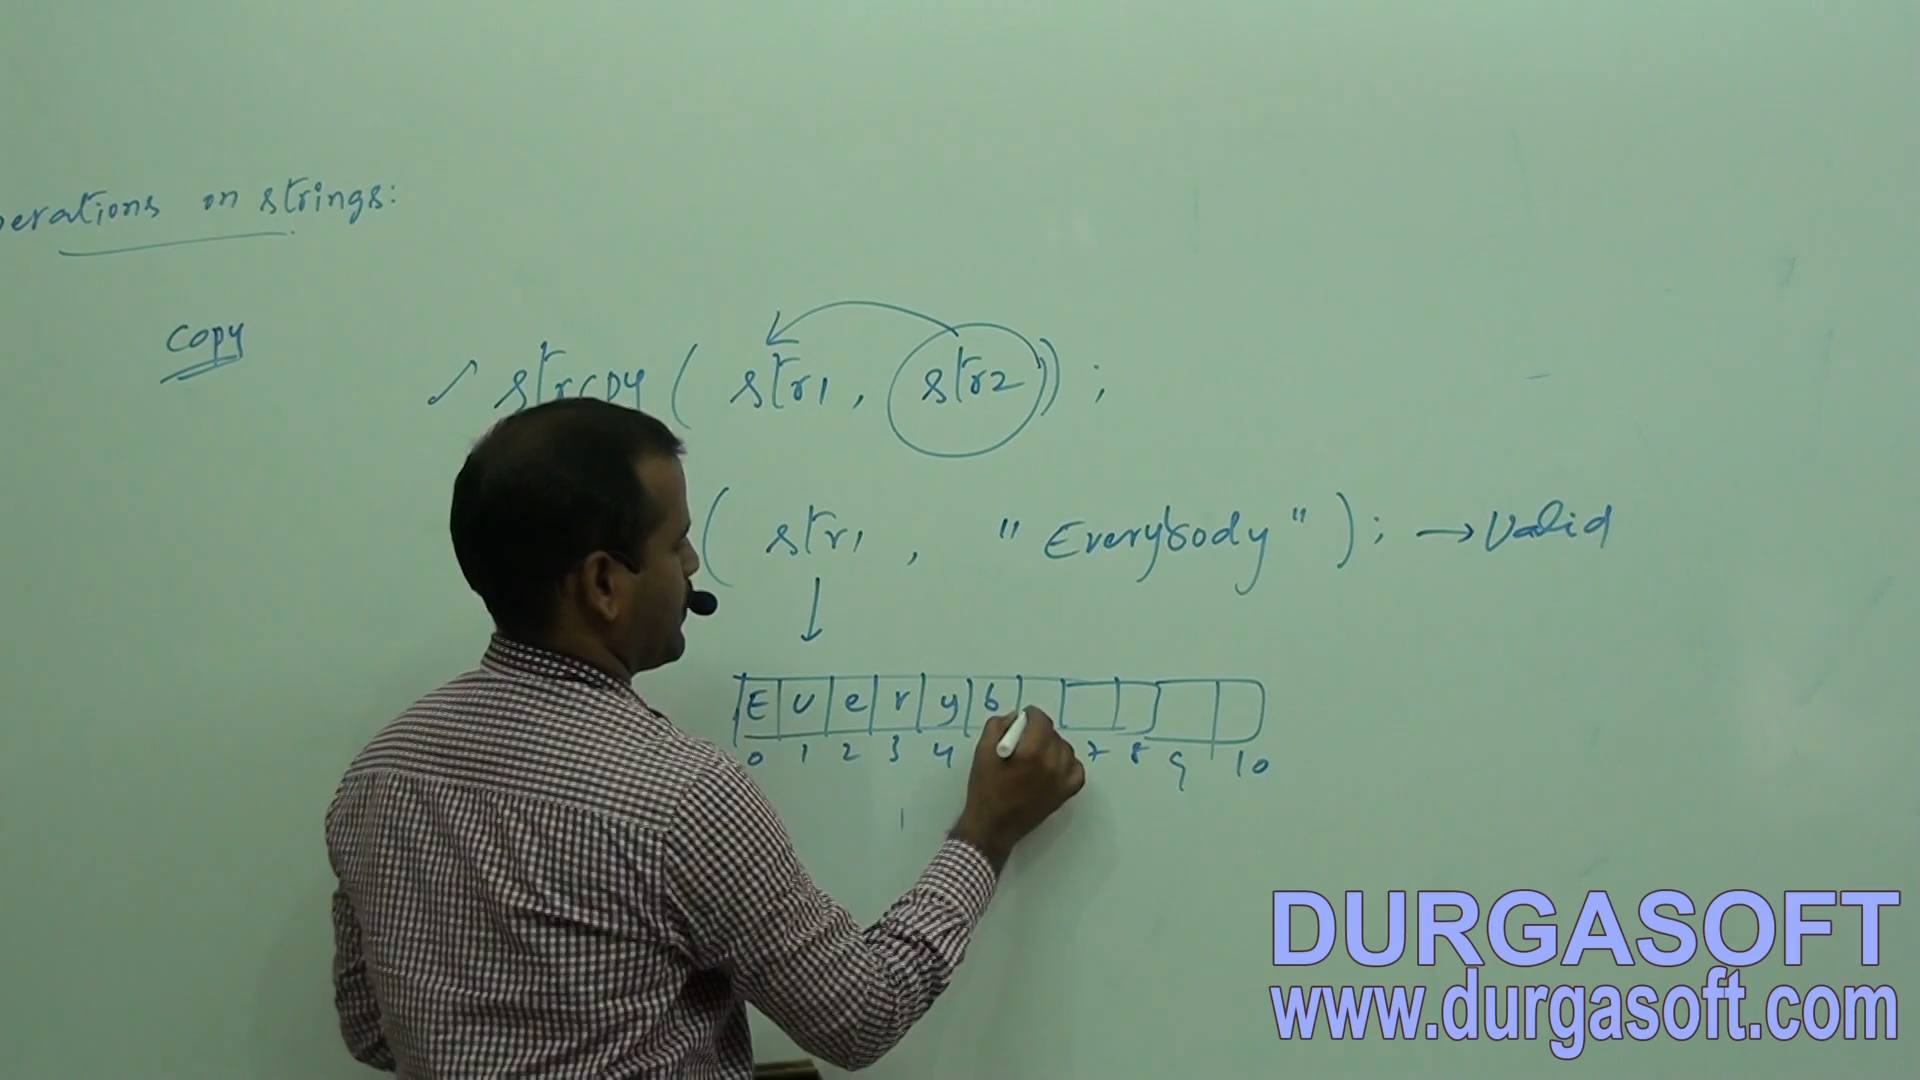 perations on strings:
Copy
✓ strcpy ( str1, str2 ) ;
( str1 , " Everybody " ) ; → Valid
E v e r y b
0 1 2 3 4 7 8 9 10
DURGASOFT
www.durgasoft.com